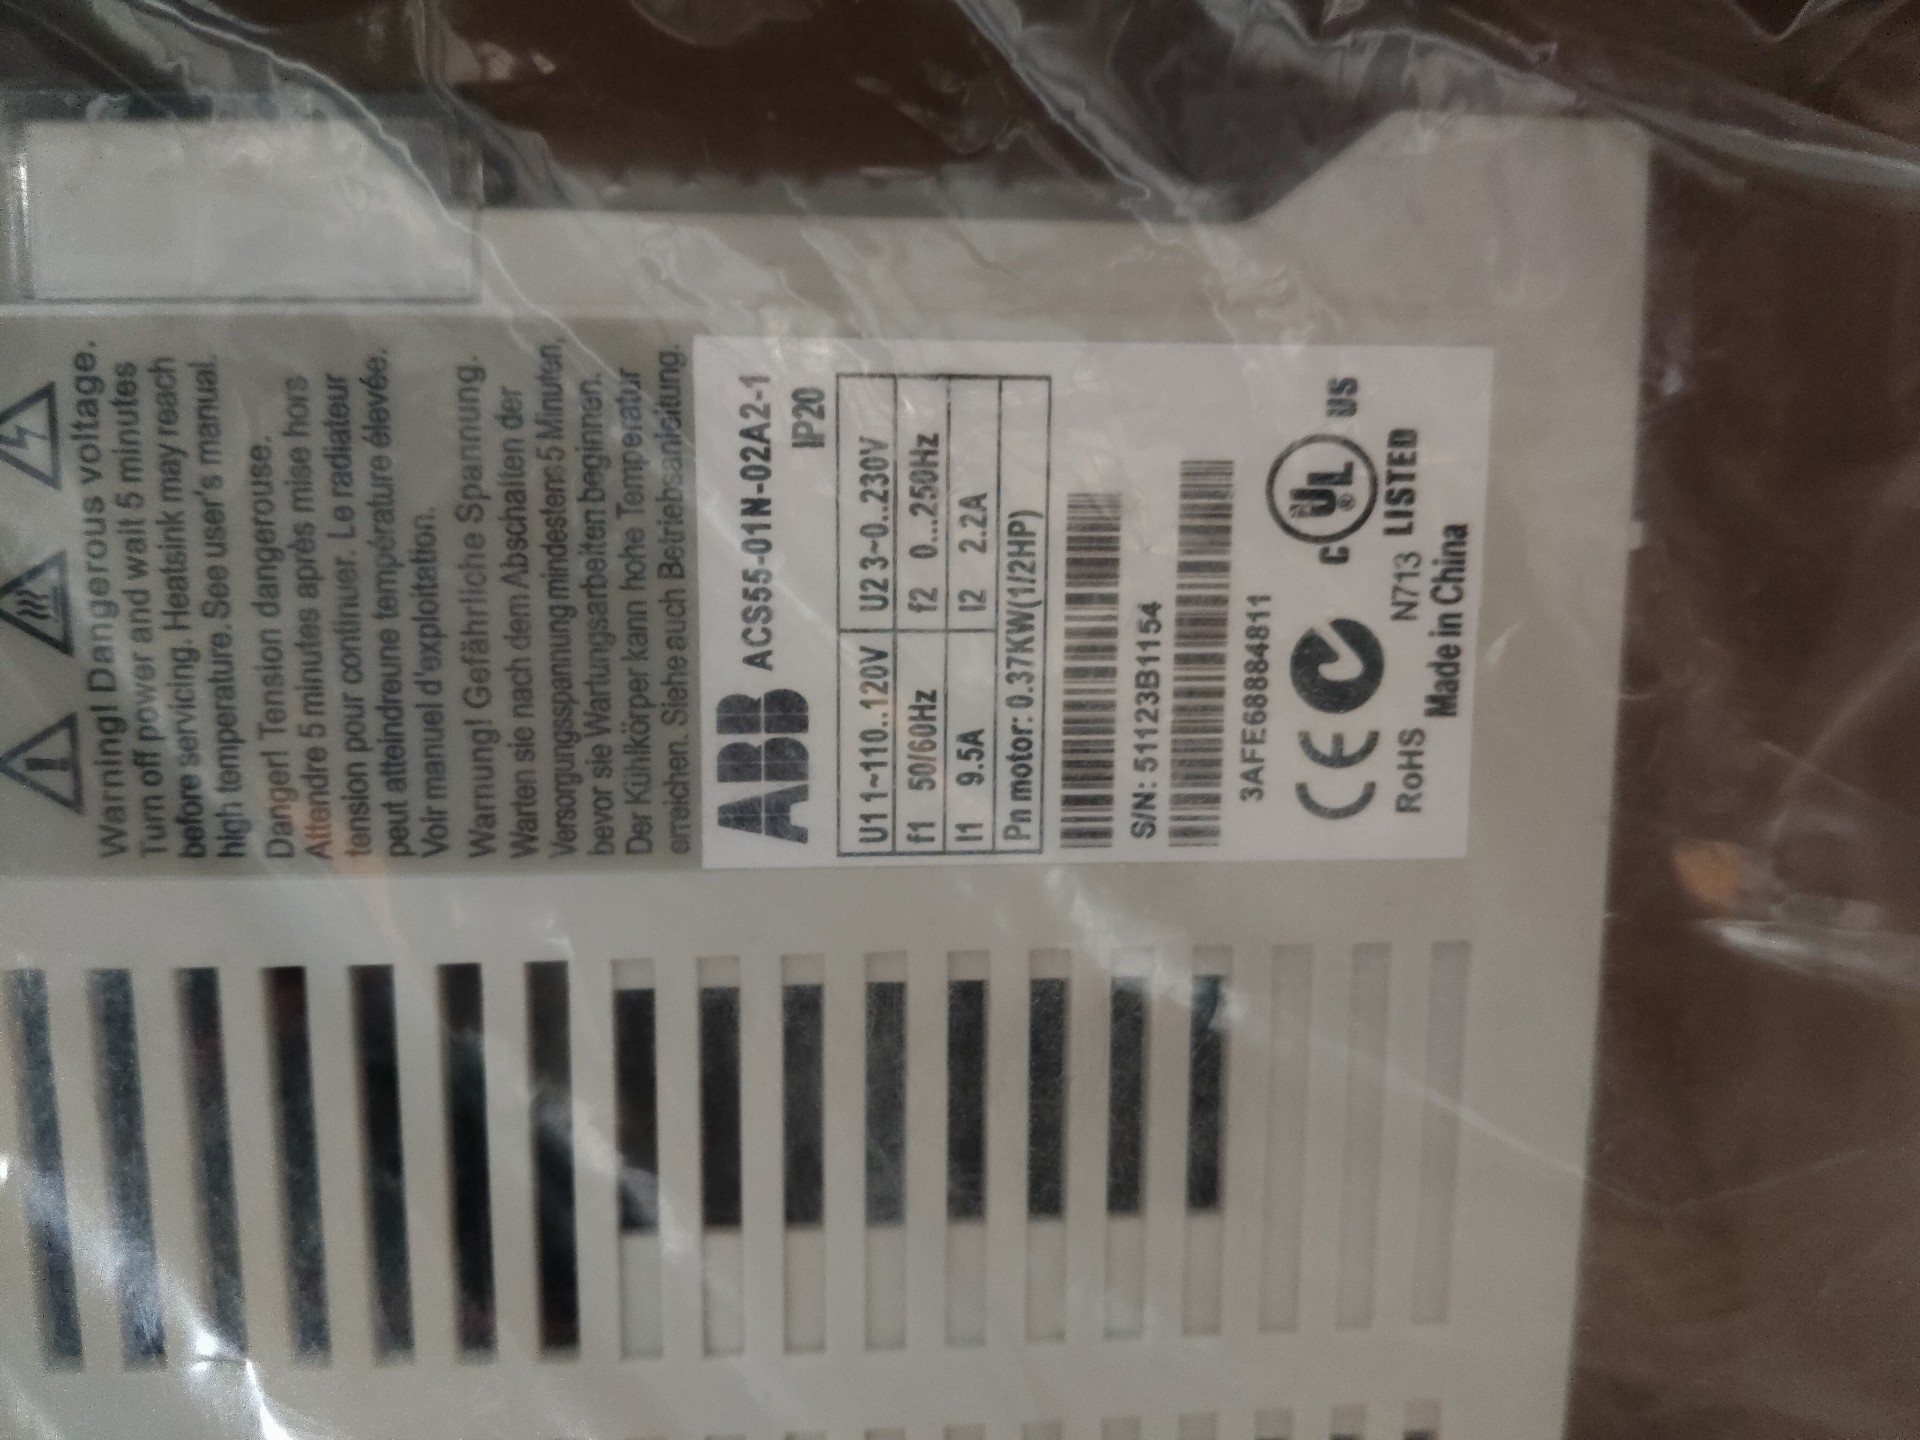 Warning! Dangerous voltage.
Turn off power and wait 5 minutes
before servicing. Heatsink may reach
high temperature. See user's manual.
Danger! Tension dangerouse.
Attendre 5 minutes après mise hors
tension pour continuer. Le radiateur
peut atteindreune température élevée.
Voir manuel d'exploitation.
Warnung! Gefährliche Spannung.
Warten sie nach dem Abschalten der
Versorgungsspannung mindestens 5 Minuten,
bevor sie Wartungsarbeiten beginnen.
Der Kühlkörper kann hohe Temperatur
erreichen. Siehe auch Betriebsanleitung.
ABB ACS55-01N-02A2-1
IP20
U1 1~110..120V U2 3~0..230V
f1 50/60Hz f2 0...250Hz
I1 9.5A I2 2.2A
Pn motor: 0.37KW(1/2HP)
S/N: 51123B1154
3AFE68884811
CE C UL ® US
RoHS N713 LISTED
Made in China